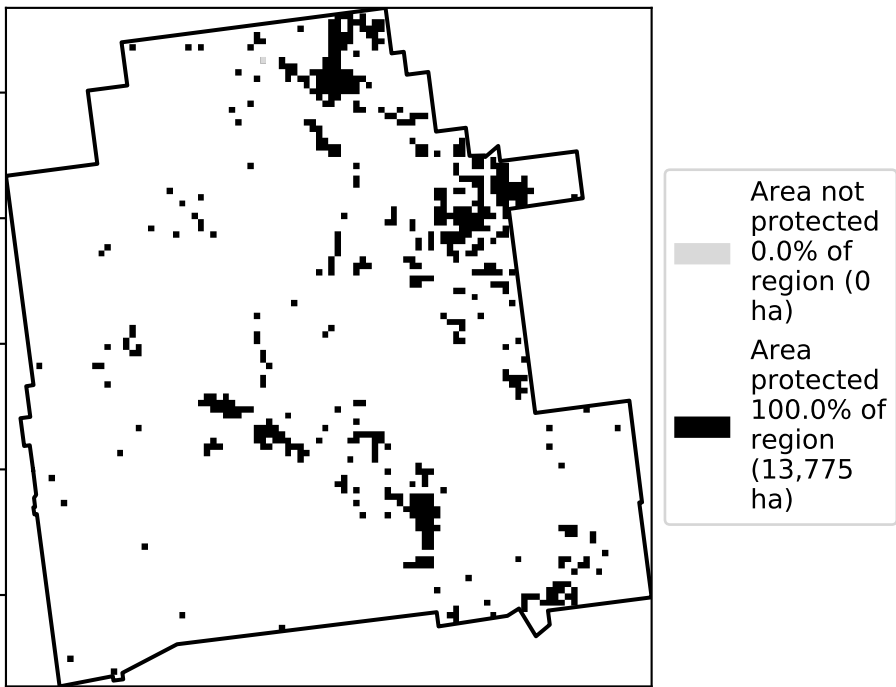 Area not
protected
0.0% of
region (0
ha)
Area
protected
100.0% of
region
(13,775
ha)